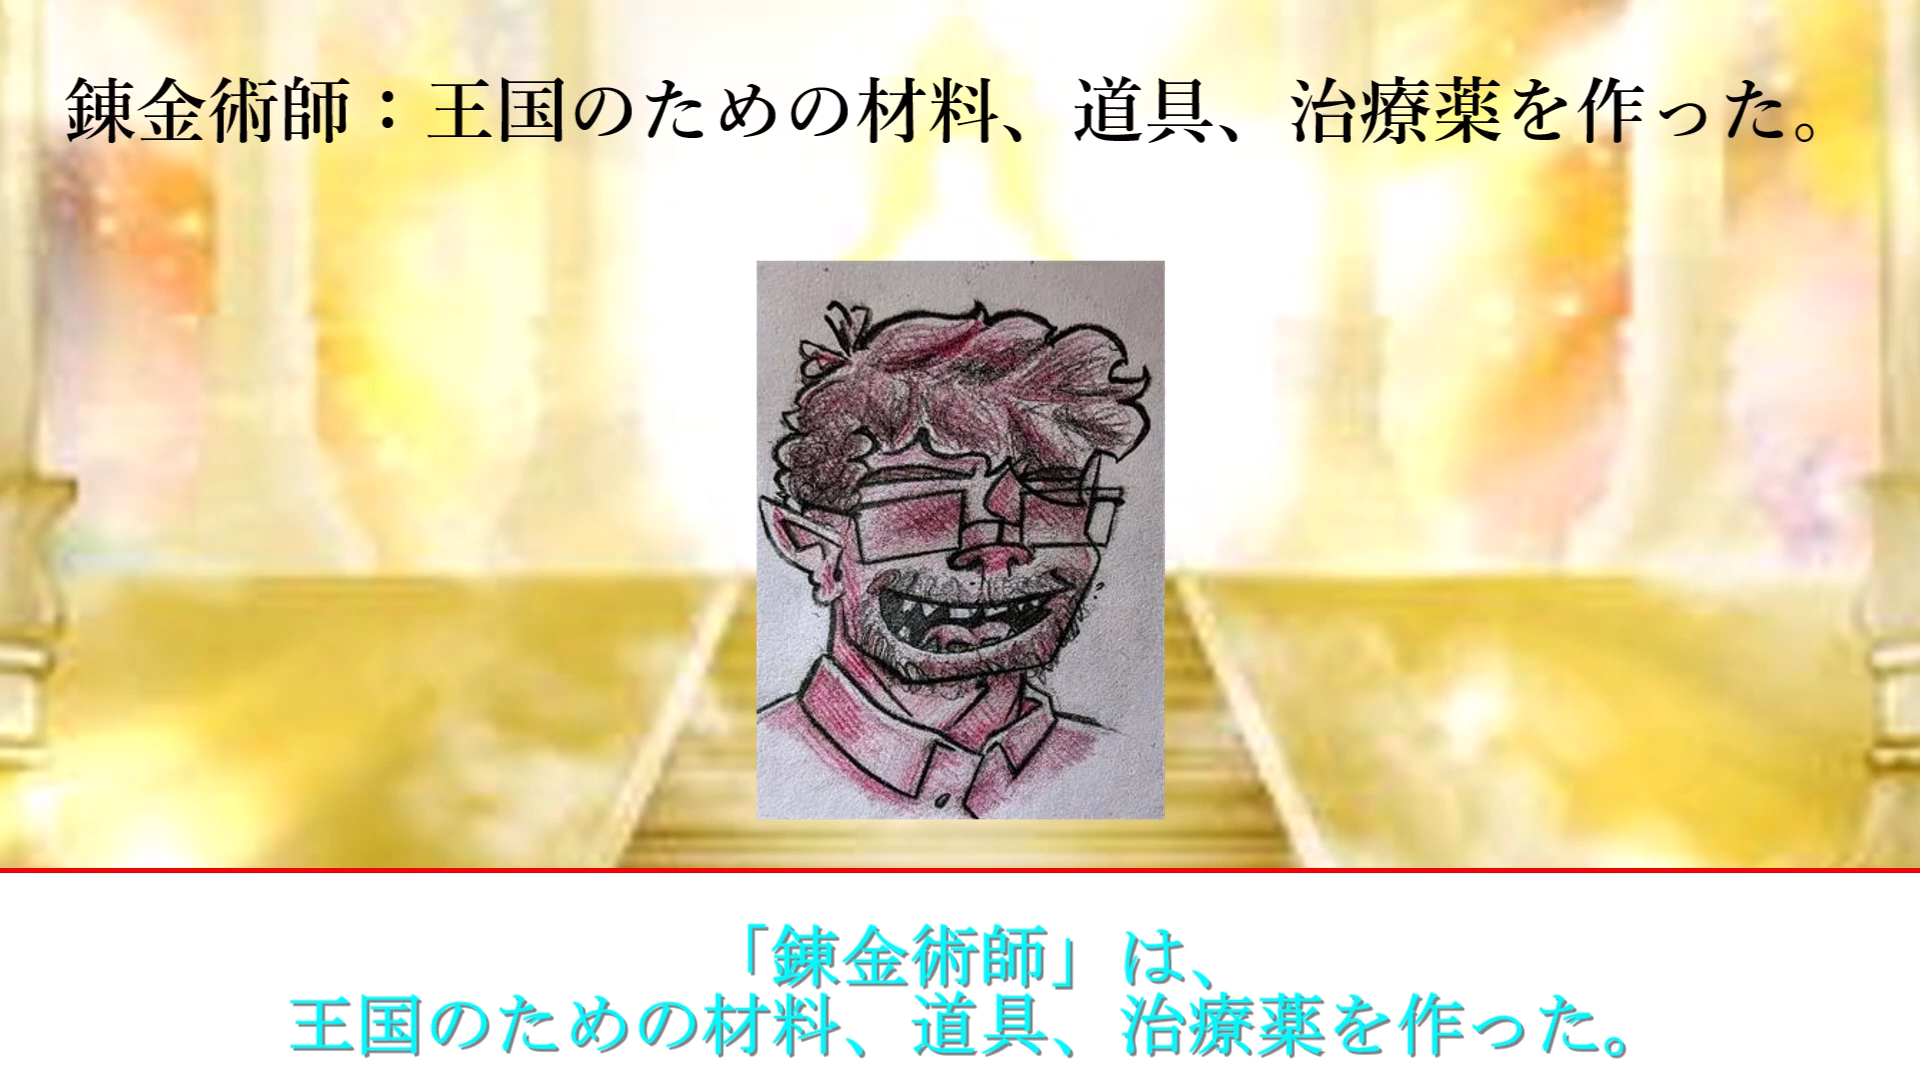 錬金術師：王国のための材料、道具、治療薬を作った。
「錬金術師」は、
王国のための材料、道具、治療薬を作った。